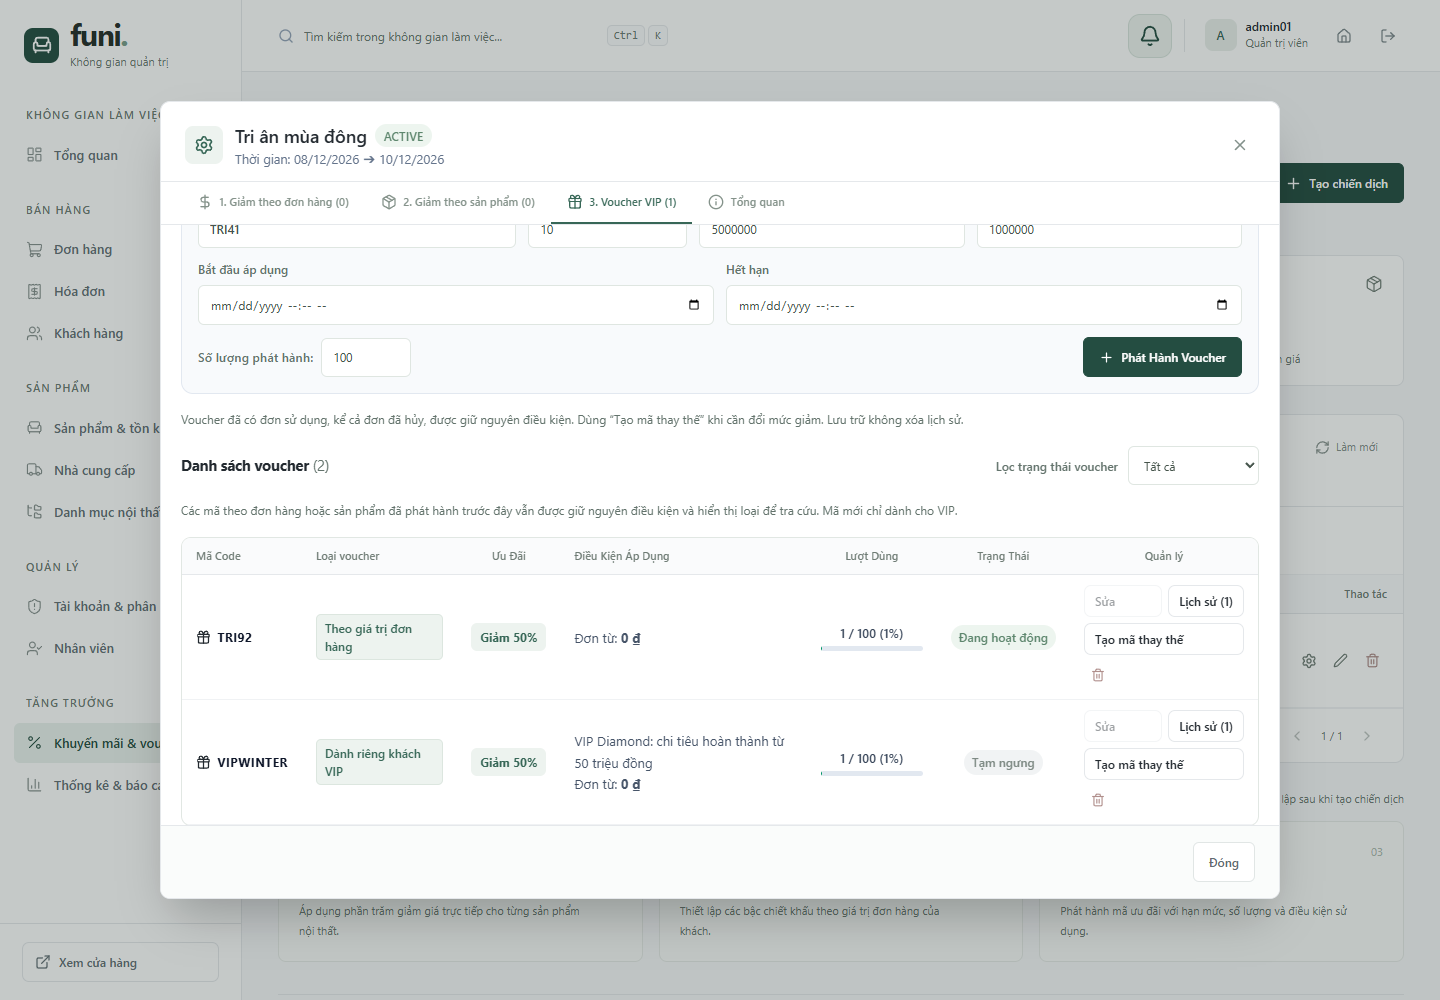 funi.
Không gian quản trị
Tìm kiếm trong không gian làm việc...
Ctrl K
A
admin01
Quản trị viên
KHÔNG GIAN LÀM VIỆC
Tổng quan
BÁN HÀNG
Đơn hàng
Hóa đơn
Khách hàng
SẢN PHẨM
Sản phẩm & tồn k
Nhà cung cấp
Danh mục nội thấ
QUẢN LÝ
Tài khoản & phân
Nhân viên
TĂNG TRƯỞNG
Khuyến mãi & vou
Thống kê & báo cá
Xem cửa hàng
Tạo chiến dịch
giá
Làm mới
Thao tác
1 / 1
lập sau khi tạo chiến dịch
03
Áp dụng phần trăm giảm giá trực tiếp cho từng sản phẩm
nội thất.
Thiết lập các bậc chiết khấu theo giá trị đơn hàng của
khách.
Phát hành mã ưu đãi với hạn mức, số lượng và điều kiện sử
dụng.
Tri ân mùa đông ACTIVE
Thời gian: 08/12/2026 → 10/12/2026
1. Giảm theo đơn hàng (0)
2. Giảm theo sản phẩm (0)
3. Voucher VIP (1)
Tổng quan
TRI41
10
5000000
1000000
Bắt đầu áp dụng
Hết hạn
mm/dd/yyyy --:-- --
mm/dd/yyyy --:-- --
Số lượng phát hành: 100
Phát Hành Voucher
Voucher đã có đơn sử dụng, kể cả đơn đã hủy, được giữ nguyên điều kiện. Dùng “Tạo mã thay thế” khi cần đổi mức giảm. Lưu trữ không xóa lịch sử.
Danh sách voucher (2)
Lọc trạng thái voucher Tất cả
Các mã theo đơn hàng hoặc sản phẩm đã phát hành trước đây vẫn được giữ nguyên điều kiện và hiển thị loại để tra cứu. Mã mới chỉ dành cho VIP.
Mã Code Loại voucher Ưu Đãi Điều Kiện Áp Dụng Lượt Dùng Trạng Thái Quản lý
TRI92
Theo giá trị đơn
hàng
Giảm 50%
Đơn từ: 0 ₫
1 / 100 (1%)
Đang hoạt động
Sửa
Lịch sử (1)
Tạo mã thay thế
VIPWINTER
Dành riêng khách
VIP
Giảm 50%
VIP Diamond: chi tiêu hoàn thành từ
50 triệu đồng
Đơn từ: 0 ₫
1 / 100 (1%)
Tạm ngưng
Sửa
Lịch sử (1)
Tạo mã thay thế
Đóng